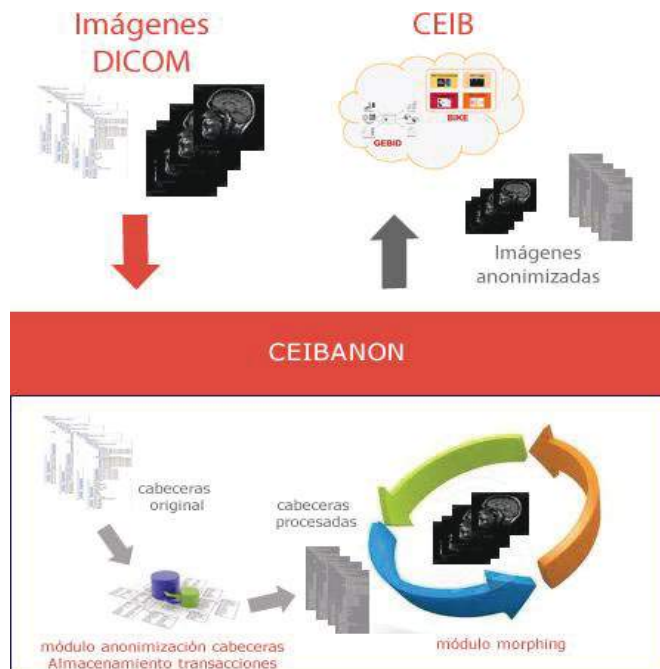 Imágenes
DICOM
CEIB
GEBID
BIKE
Imágenes
anonimizadas
CEIBANON
cabeceras
original
cabeceras
procesadas
módulo anonimización cabeceras
Almacenamiento transacciones
módulo morphing